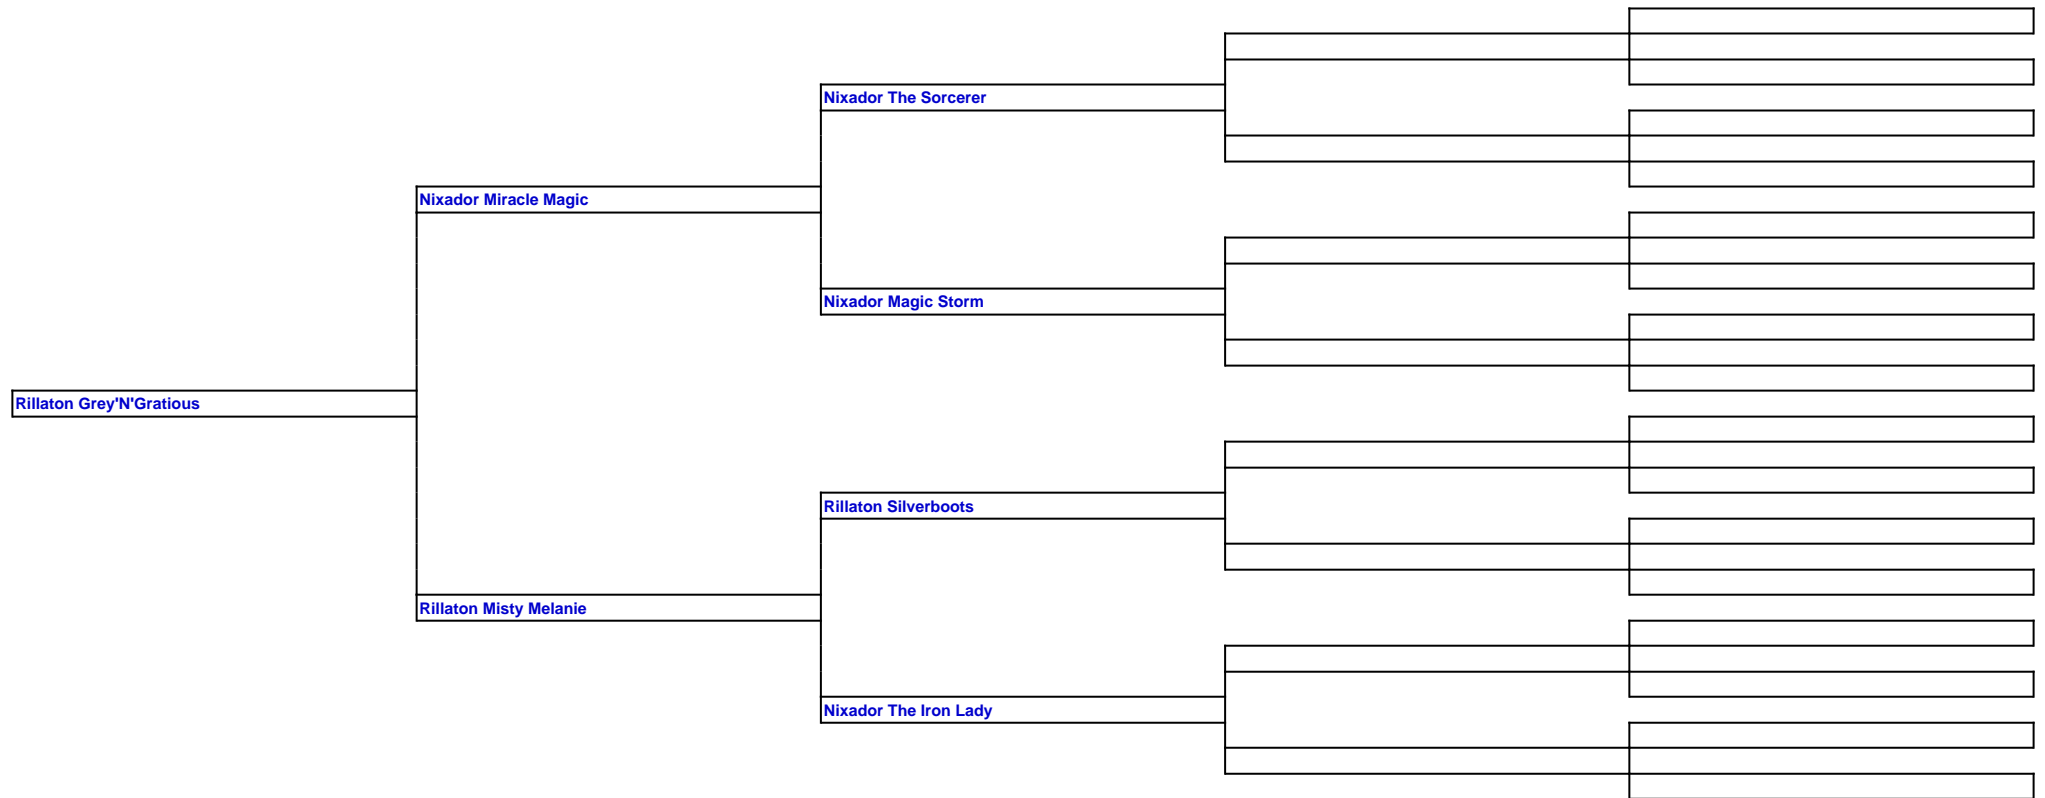 Nixador The Sorcerer
Nixador Miracle Magic
Nixador Magic Storm
Rillaton Grey'N'Gratious
Rillaton Silverboots
Rillaton Misty Melanie
Nixador The Iron Lady